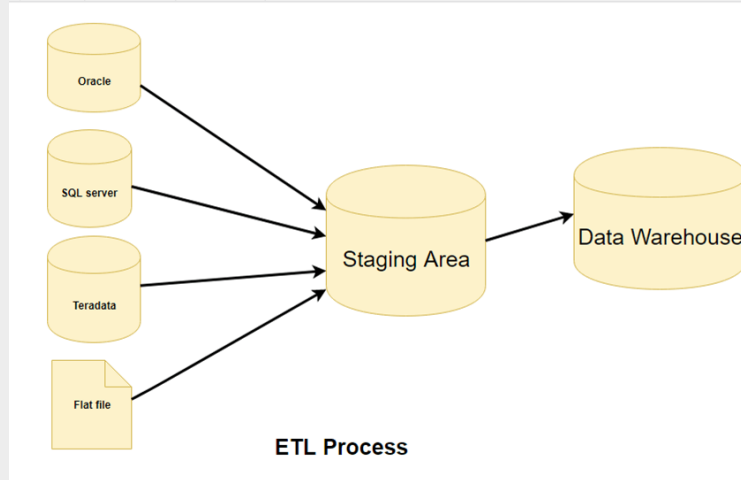 Oracle
SQL server
Teradata
Flat file
Staging Area
Data Warehouse
ETL Process